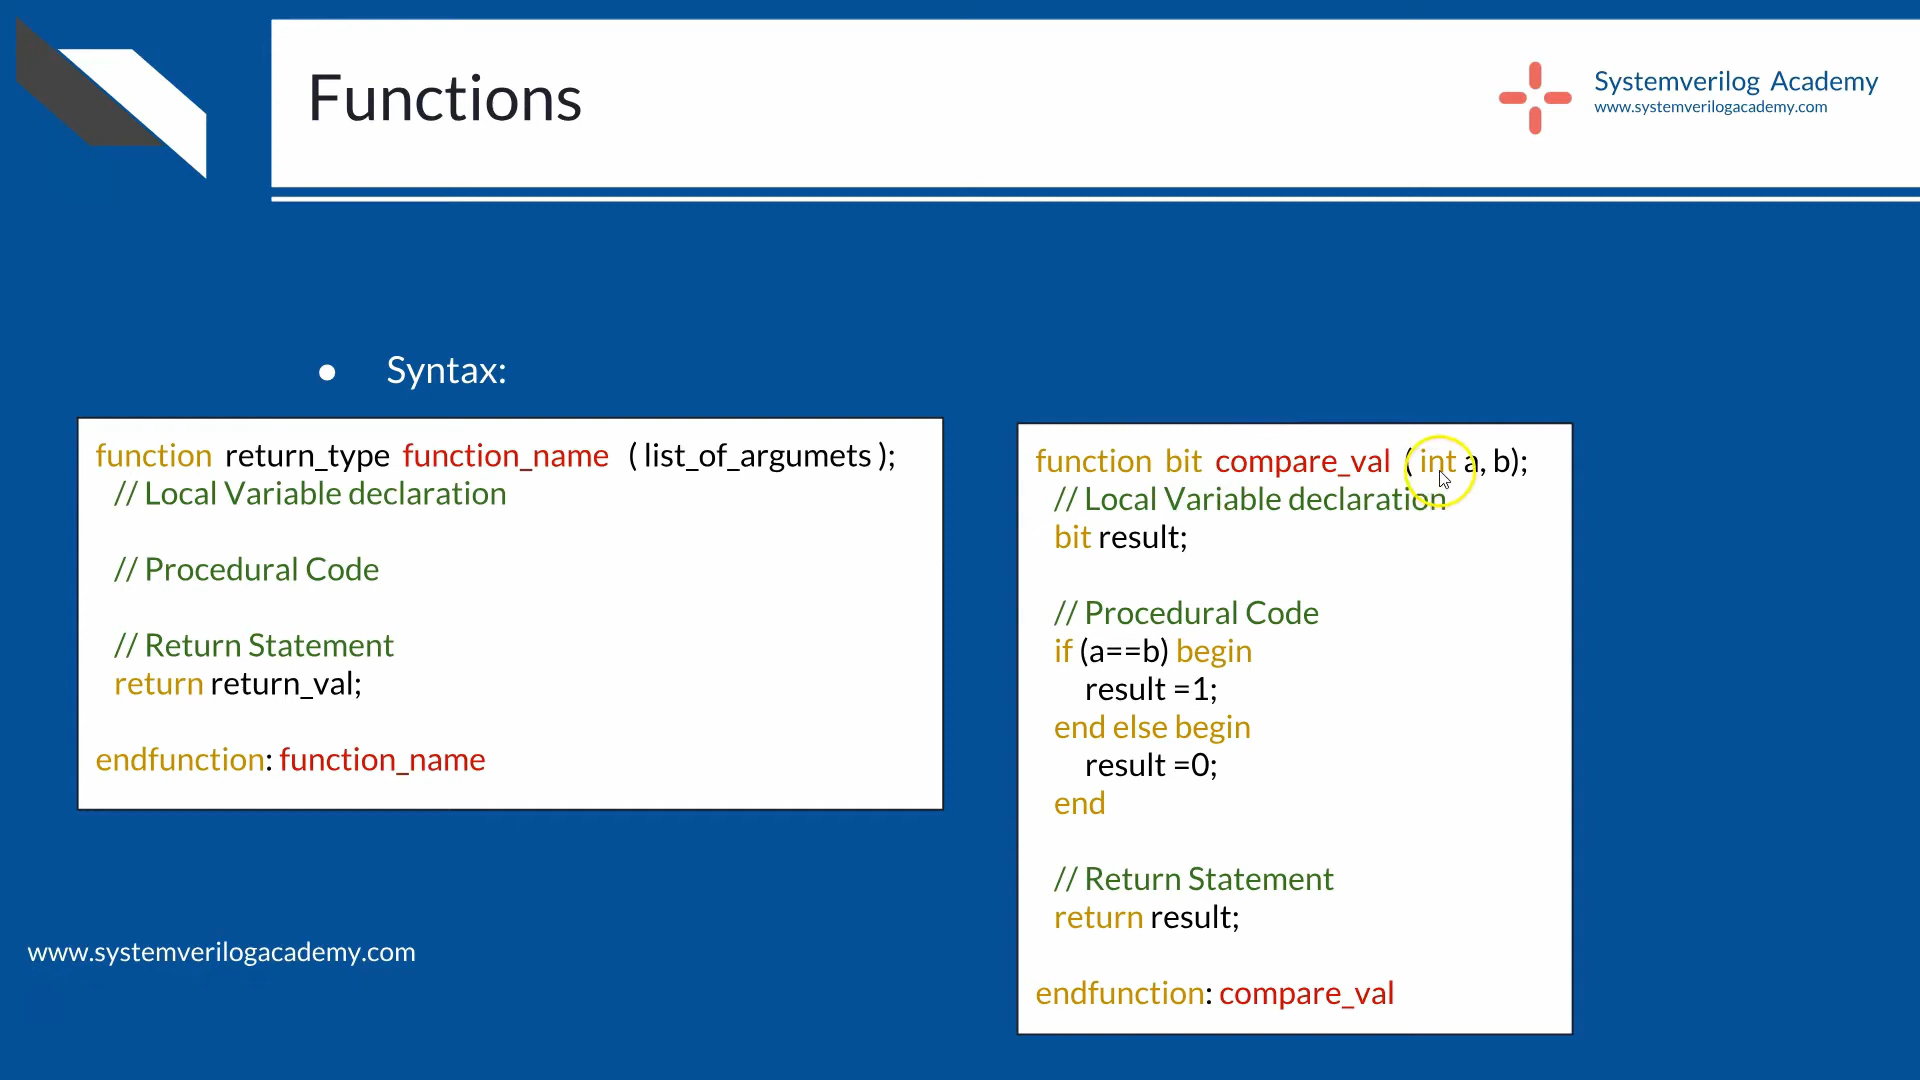 Functions
Systemverilog Academy
www.systemverilogacademy.com
● Syntax:
function return_type function_name ( list_of_argumets );
// Local Variable declaration
// Procedural Code
// Return Statement
return return_val;
endfunction: function_name
function bit compare_val ( int a, b);
// Local Variable declaration
bit result;
// Procedural Code
if (a==b) begin
result =1;
end else begin
result =0;
end
// Return Statement
return result;
endfunction: compare_val
www.systemverilogacademy.com